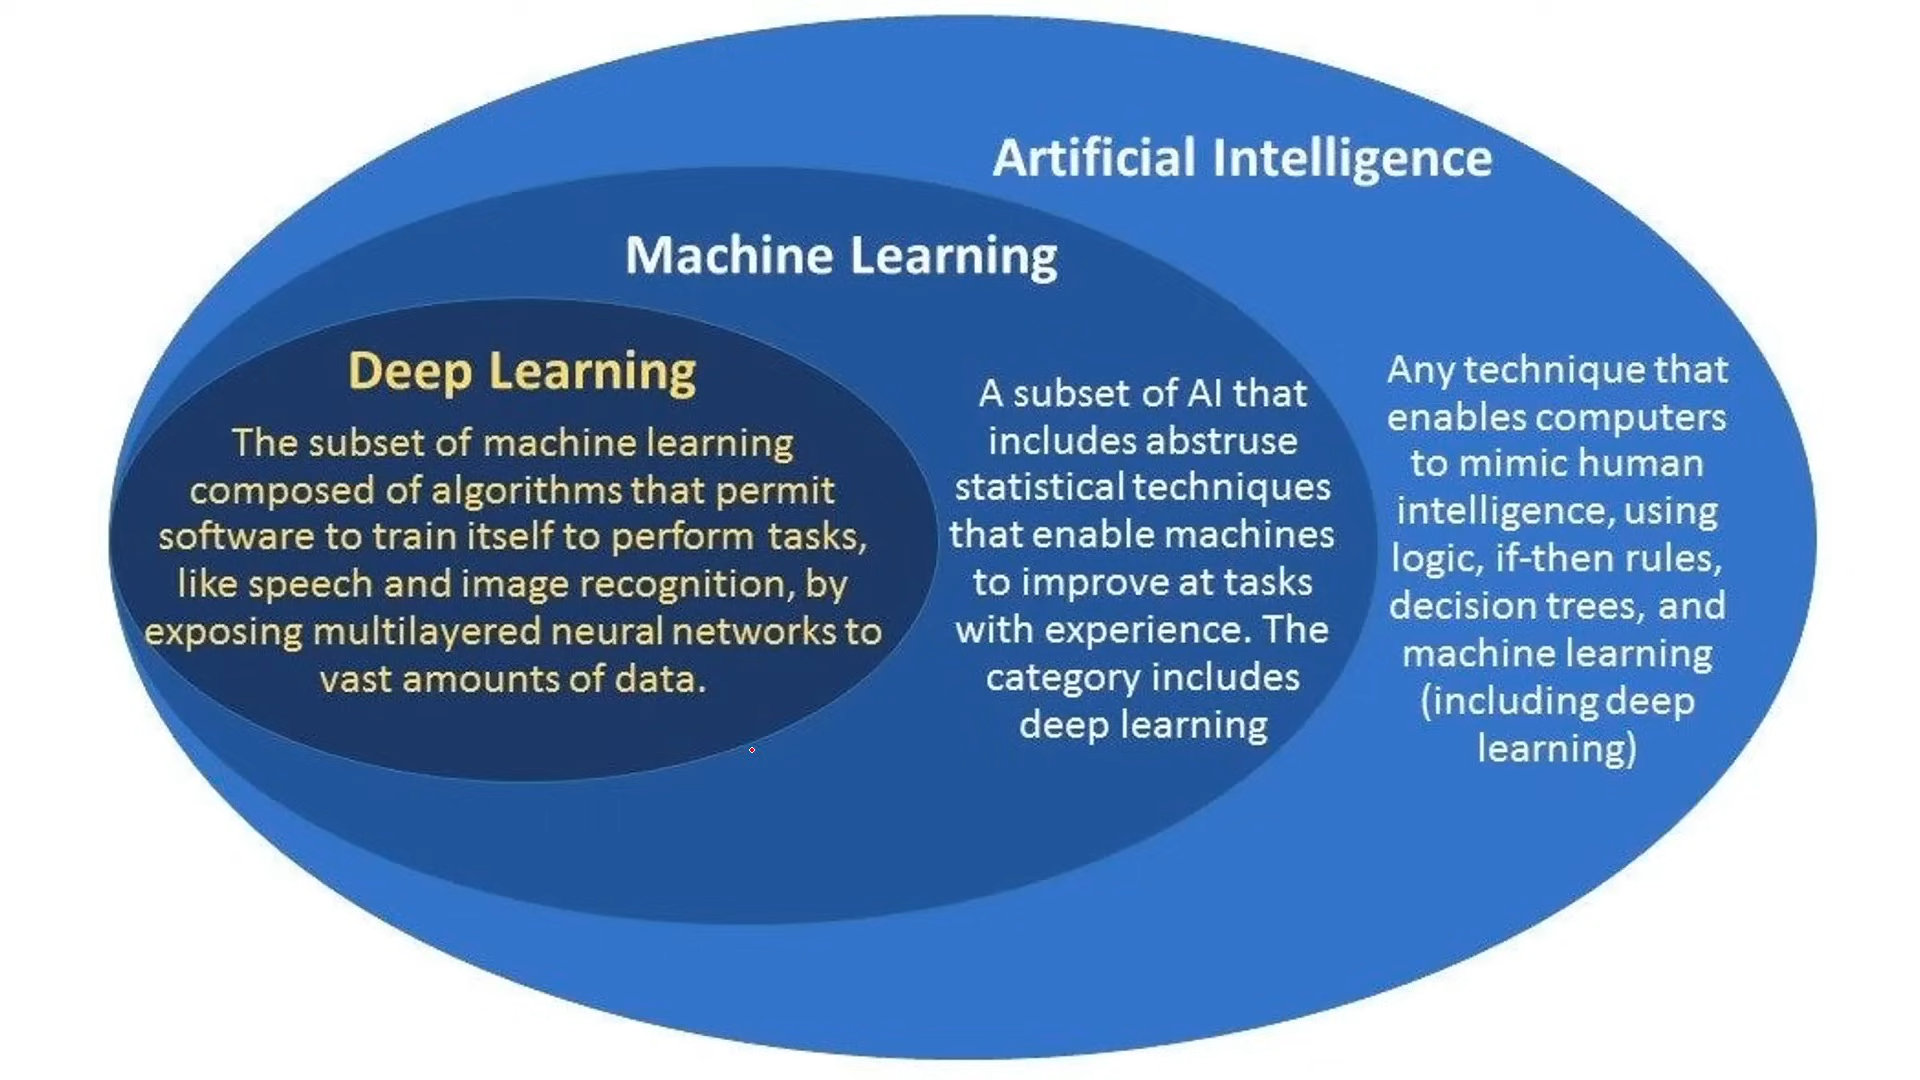 Artificial Intelligence
Machine Learning
Deep Learning
The subset of machine learning
composed of algorithms that permit
software to train itself to perform tasks,
like speech and image recognition, by
exposing multilayered neural networks to
vast amounts of data.
A subset of AI that
includes abstruse
statistical techniques
that enable machines
to improve at tasks
with experience. The
category includes
deep learning
Any technique that
enables computers
to mimic human
intelligence, using
logic, if-then rules,
decision trees, and
machine learning
(including deep
learning)